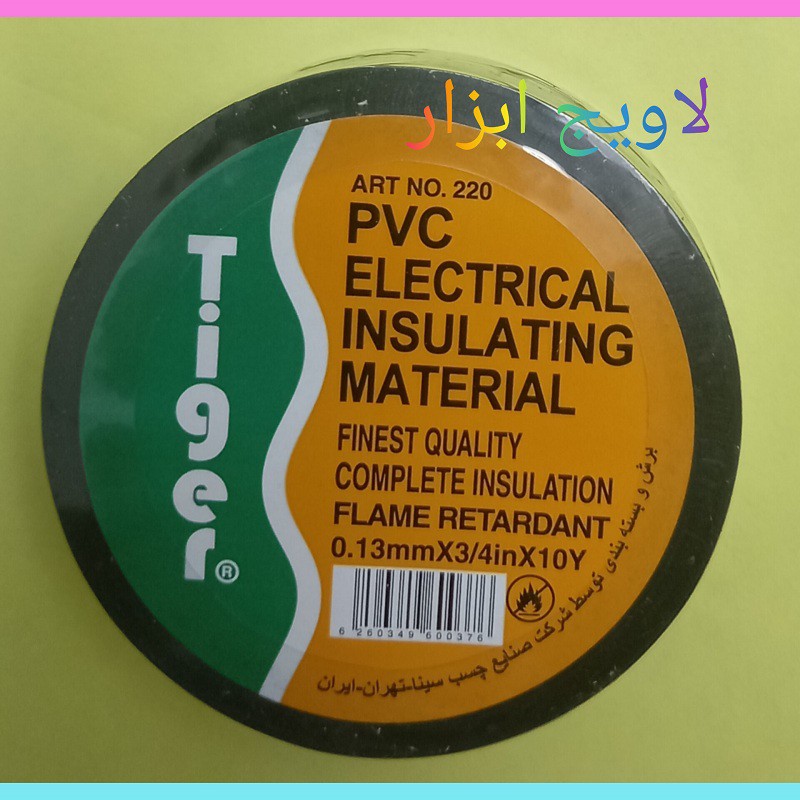 لاویج ابزار
Tiger®
ART NO. 220
PVC
ELECTRICAL
INSULATING
MATERIAL
FINEST QUALITY
COMPLETE INSULATION
FLAME RETARDANT
0.13mmX3/4inX10Y
6 260349 600376
برش و بسته بندی توسط شرکت صنایع چسب سینا-تهران-ایران